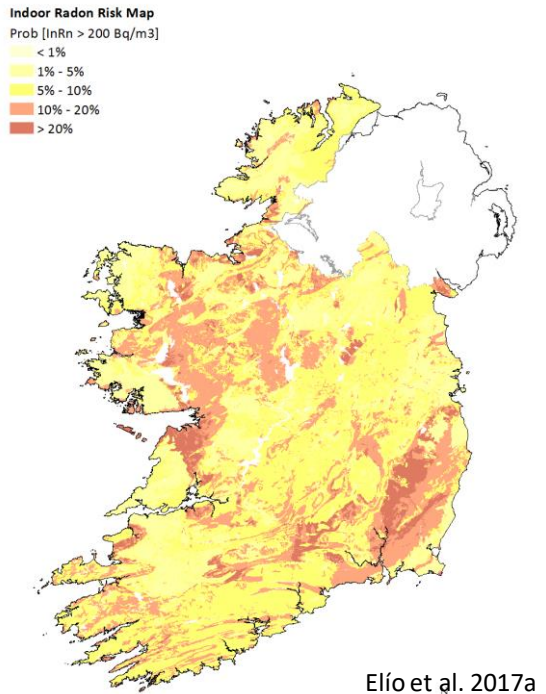 Indoor Radon Risk Map
Prob [InRn > 200 Bq/m3]
< 1%
1% - 5%
5% - 10%
10% - 20%
> 20%
Elío et al. 2017a